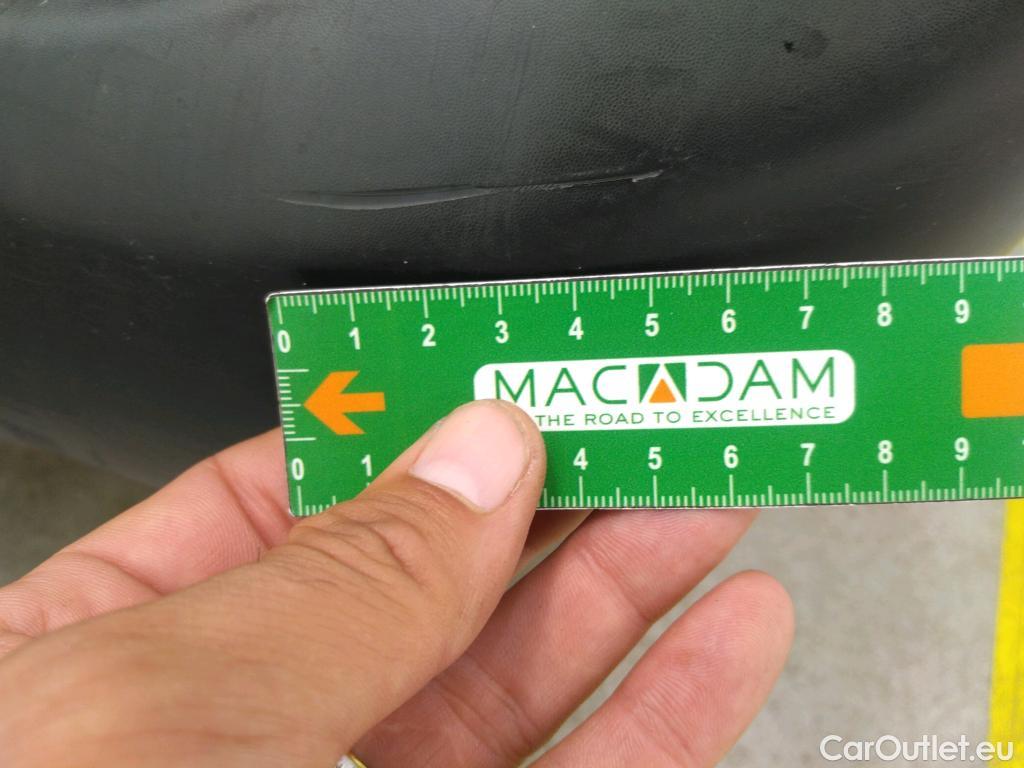 0 1 2 3 4 5 6 7 8 9
MACADAM
THE ROAD TO EXCELLENCE
0 1 4 5 6 7 8 9
CarOutlet.eu